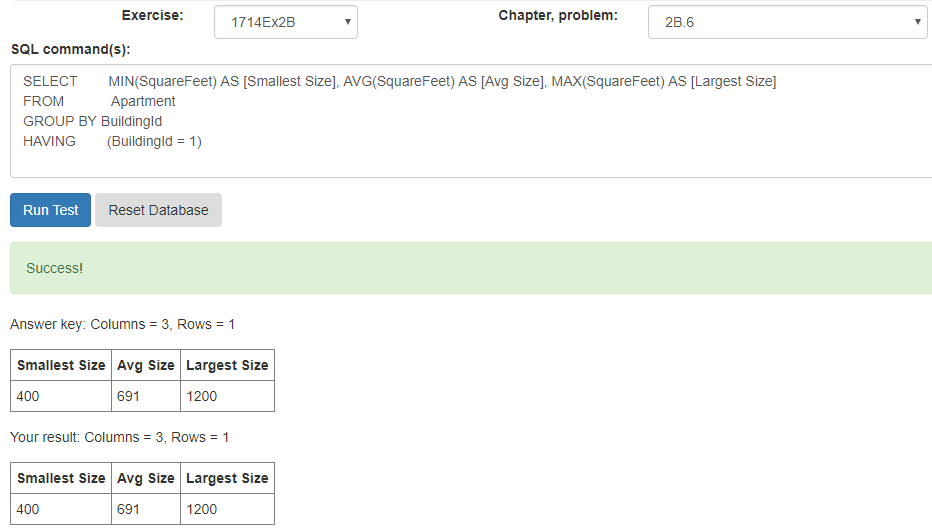 Exercise: 1714Ex2B Chapter, problem: 2B.6
SQL command(s):
SELECT MIN(SquareFeet) AS [Smallest Size], AVG(SquareFeet) AS [Avg Size], MAX(SquareFeet) AS [Largest Size]
FROM Apartment
GROUP BY BuildingId
HAVING (BuildingId = 1)
Run Test Reset Database
Success!
Answer key: Columns = 3, Rows = 1
Smallest Size Avg Size Largest Size
400 691 1200
Your result: Columns = 3, Rows = 1
Smallest Size Avg Size Largest Size
400 691 1200